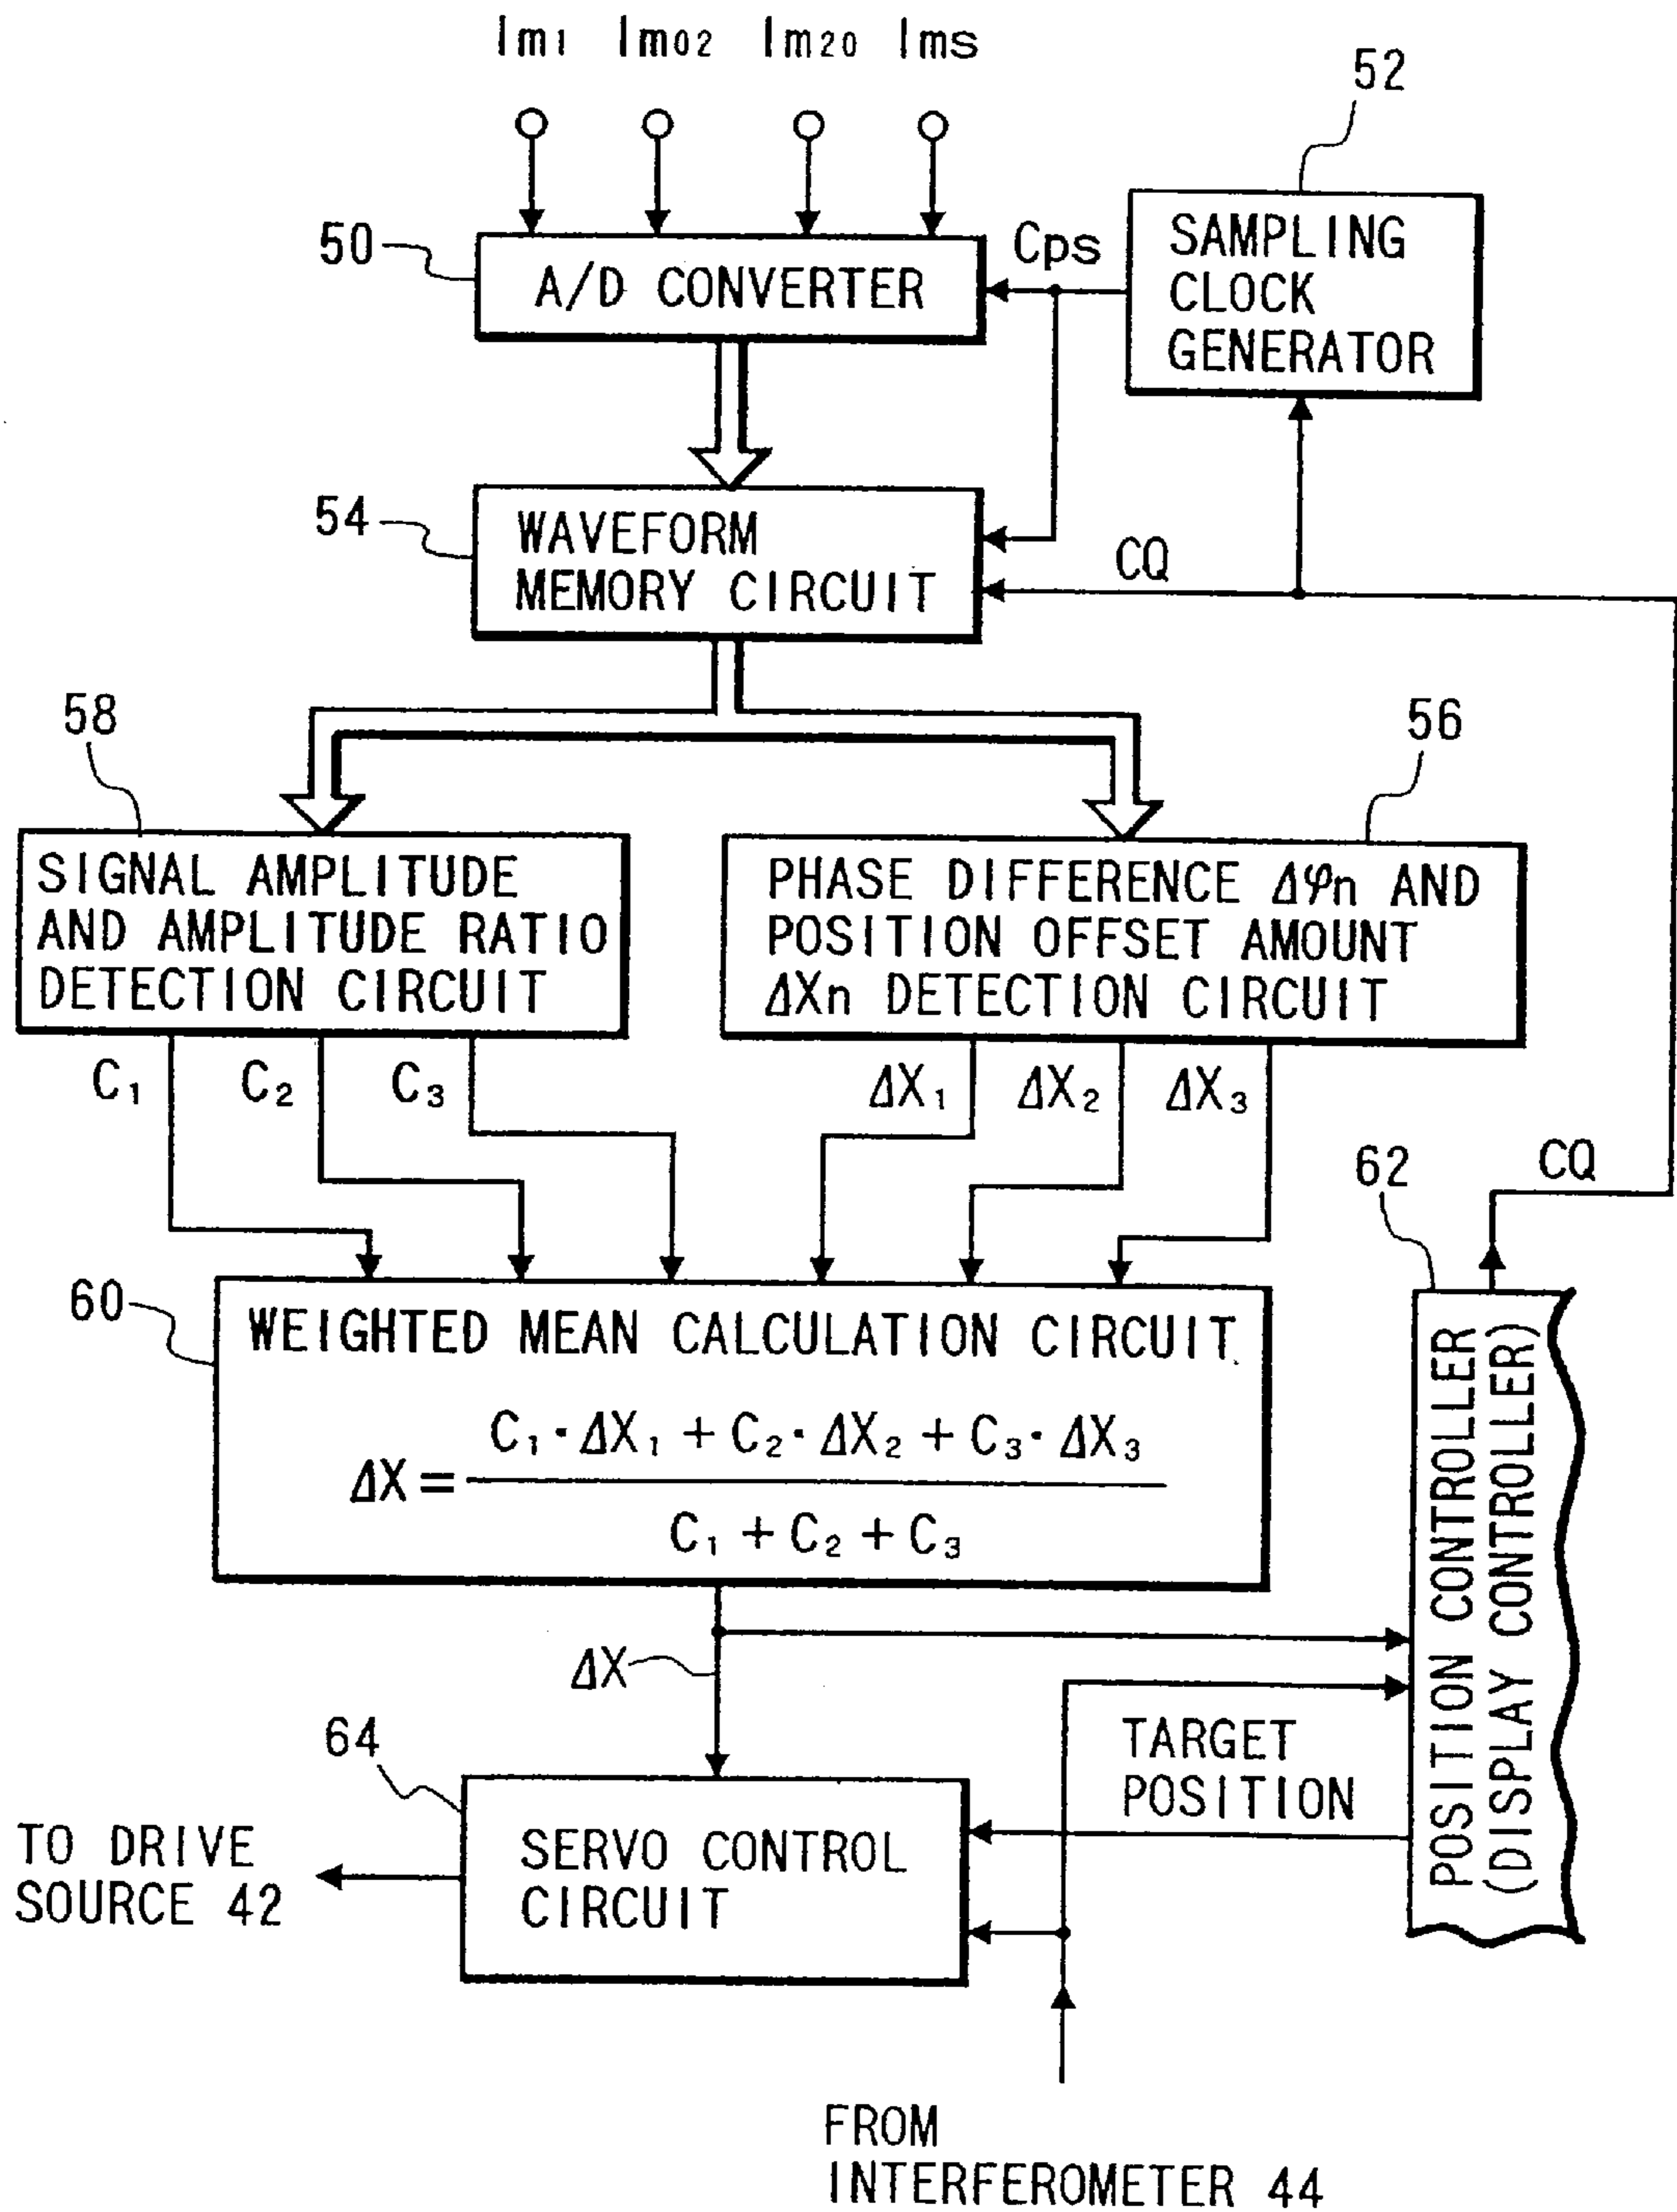 Im1 Im02 Im20 Ims
52
50
A/D CONVERTER
Cps
SAMPLING
CLOCK
GENERATOR
54
WAVEFORM
MEMORY CIRCUIT
CQ
58
56
SIGNAL AMPLITUDE
AND AMPLITUDE RATIO
DETECTION CIRCUIT
PHASE DIFFERENCE Δφn AND
POSITION OFFSET AMOUNT
ΔXn DETECTION CIRCUIT
C₁ C₂ C₃
ΔX₁ ΔX₂ ΔX₃
62
CQ
60
WEIGHTED MEAN CALCULATION CIRCUIT
ΔX = (C₁·ΔX₁ + C₂·ΔX₂ + C₃·ΔX₃) / (C₁ + C₂ + C₃)
POSITION CONTROLLER
(DISPLAY CONTROLLER)
ΔX
64
TARGET
POSITION
SERVO CONTROL
CIRCUIT
TO DRIVE
SOURCE 42
FROM
INTERFEROMETER 44